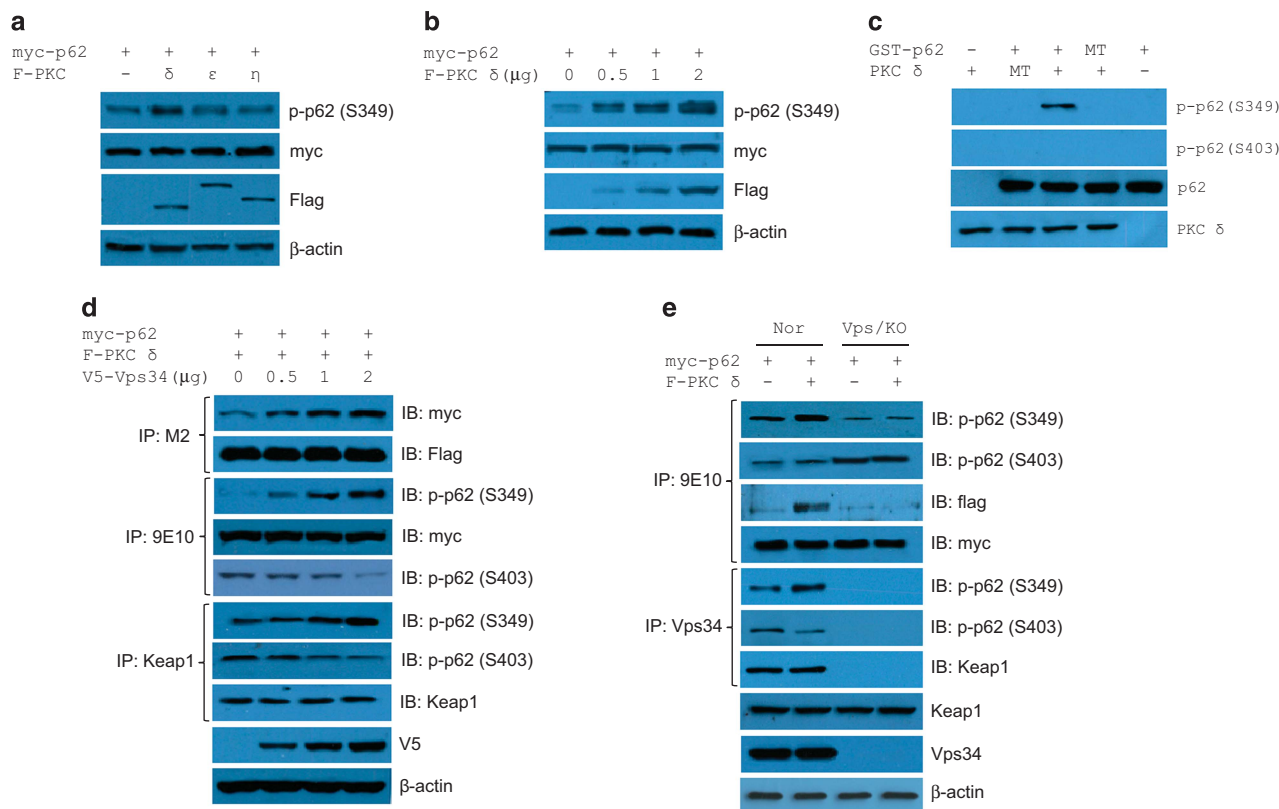 a
myc-p62 + + + +
F-PKC – δ ε η
p-p62 (S349)
myc
Flag
β-actin
b
myc-p62 + + + +
F-PKC δ(μg) 0 0.5 1 2
p-p62 (S349)
myc
Flag
β-actin
c
GST-p62 – + + MT +
PKC δ + MT + + –
p-p62(S349)
p-p62(S403)
p62
PKC δ
d
myc-p62 + + + +
F-PKC δ + + + +
V5-Vps34(μg) 0 0.5 1 2
IP: M2
IB: myc
IB: Flag
IP: 9E10
IB: p-p62 (S349)
IB: myc
IB: p-p62 (S403)
IP: Keap1
IB: p-p62 (S349)
IB: p-p62 (S403)
IB: Keap1
V5
β-actin
e
Nor Vps/KO
myc-p62 + + + +
F-PKC δ – + – +
IP: 9E10
IB: p-p62 (S349)
IB: p-p62 (S403)
IB: flag
IB: myc
IP: Vps34
IB: p-p62 (S349)
IB: p-p62 (S403)
IB: Keap1
Keap1
Vps34
β-actin